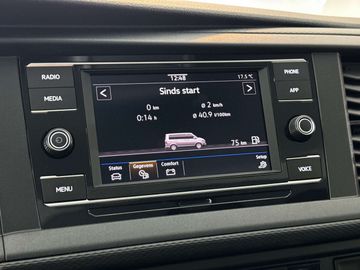 12:48
17,5°C
RADIO
MEDIA
MENU
PHONE
APP
VOICE
<
Sinds start
>
0 km
ø 2 km/h
0:14 h
ø 40.9 l/100km
75 km
Status
Gegevens
Comfort
Setup